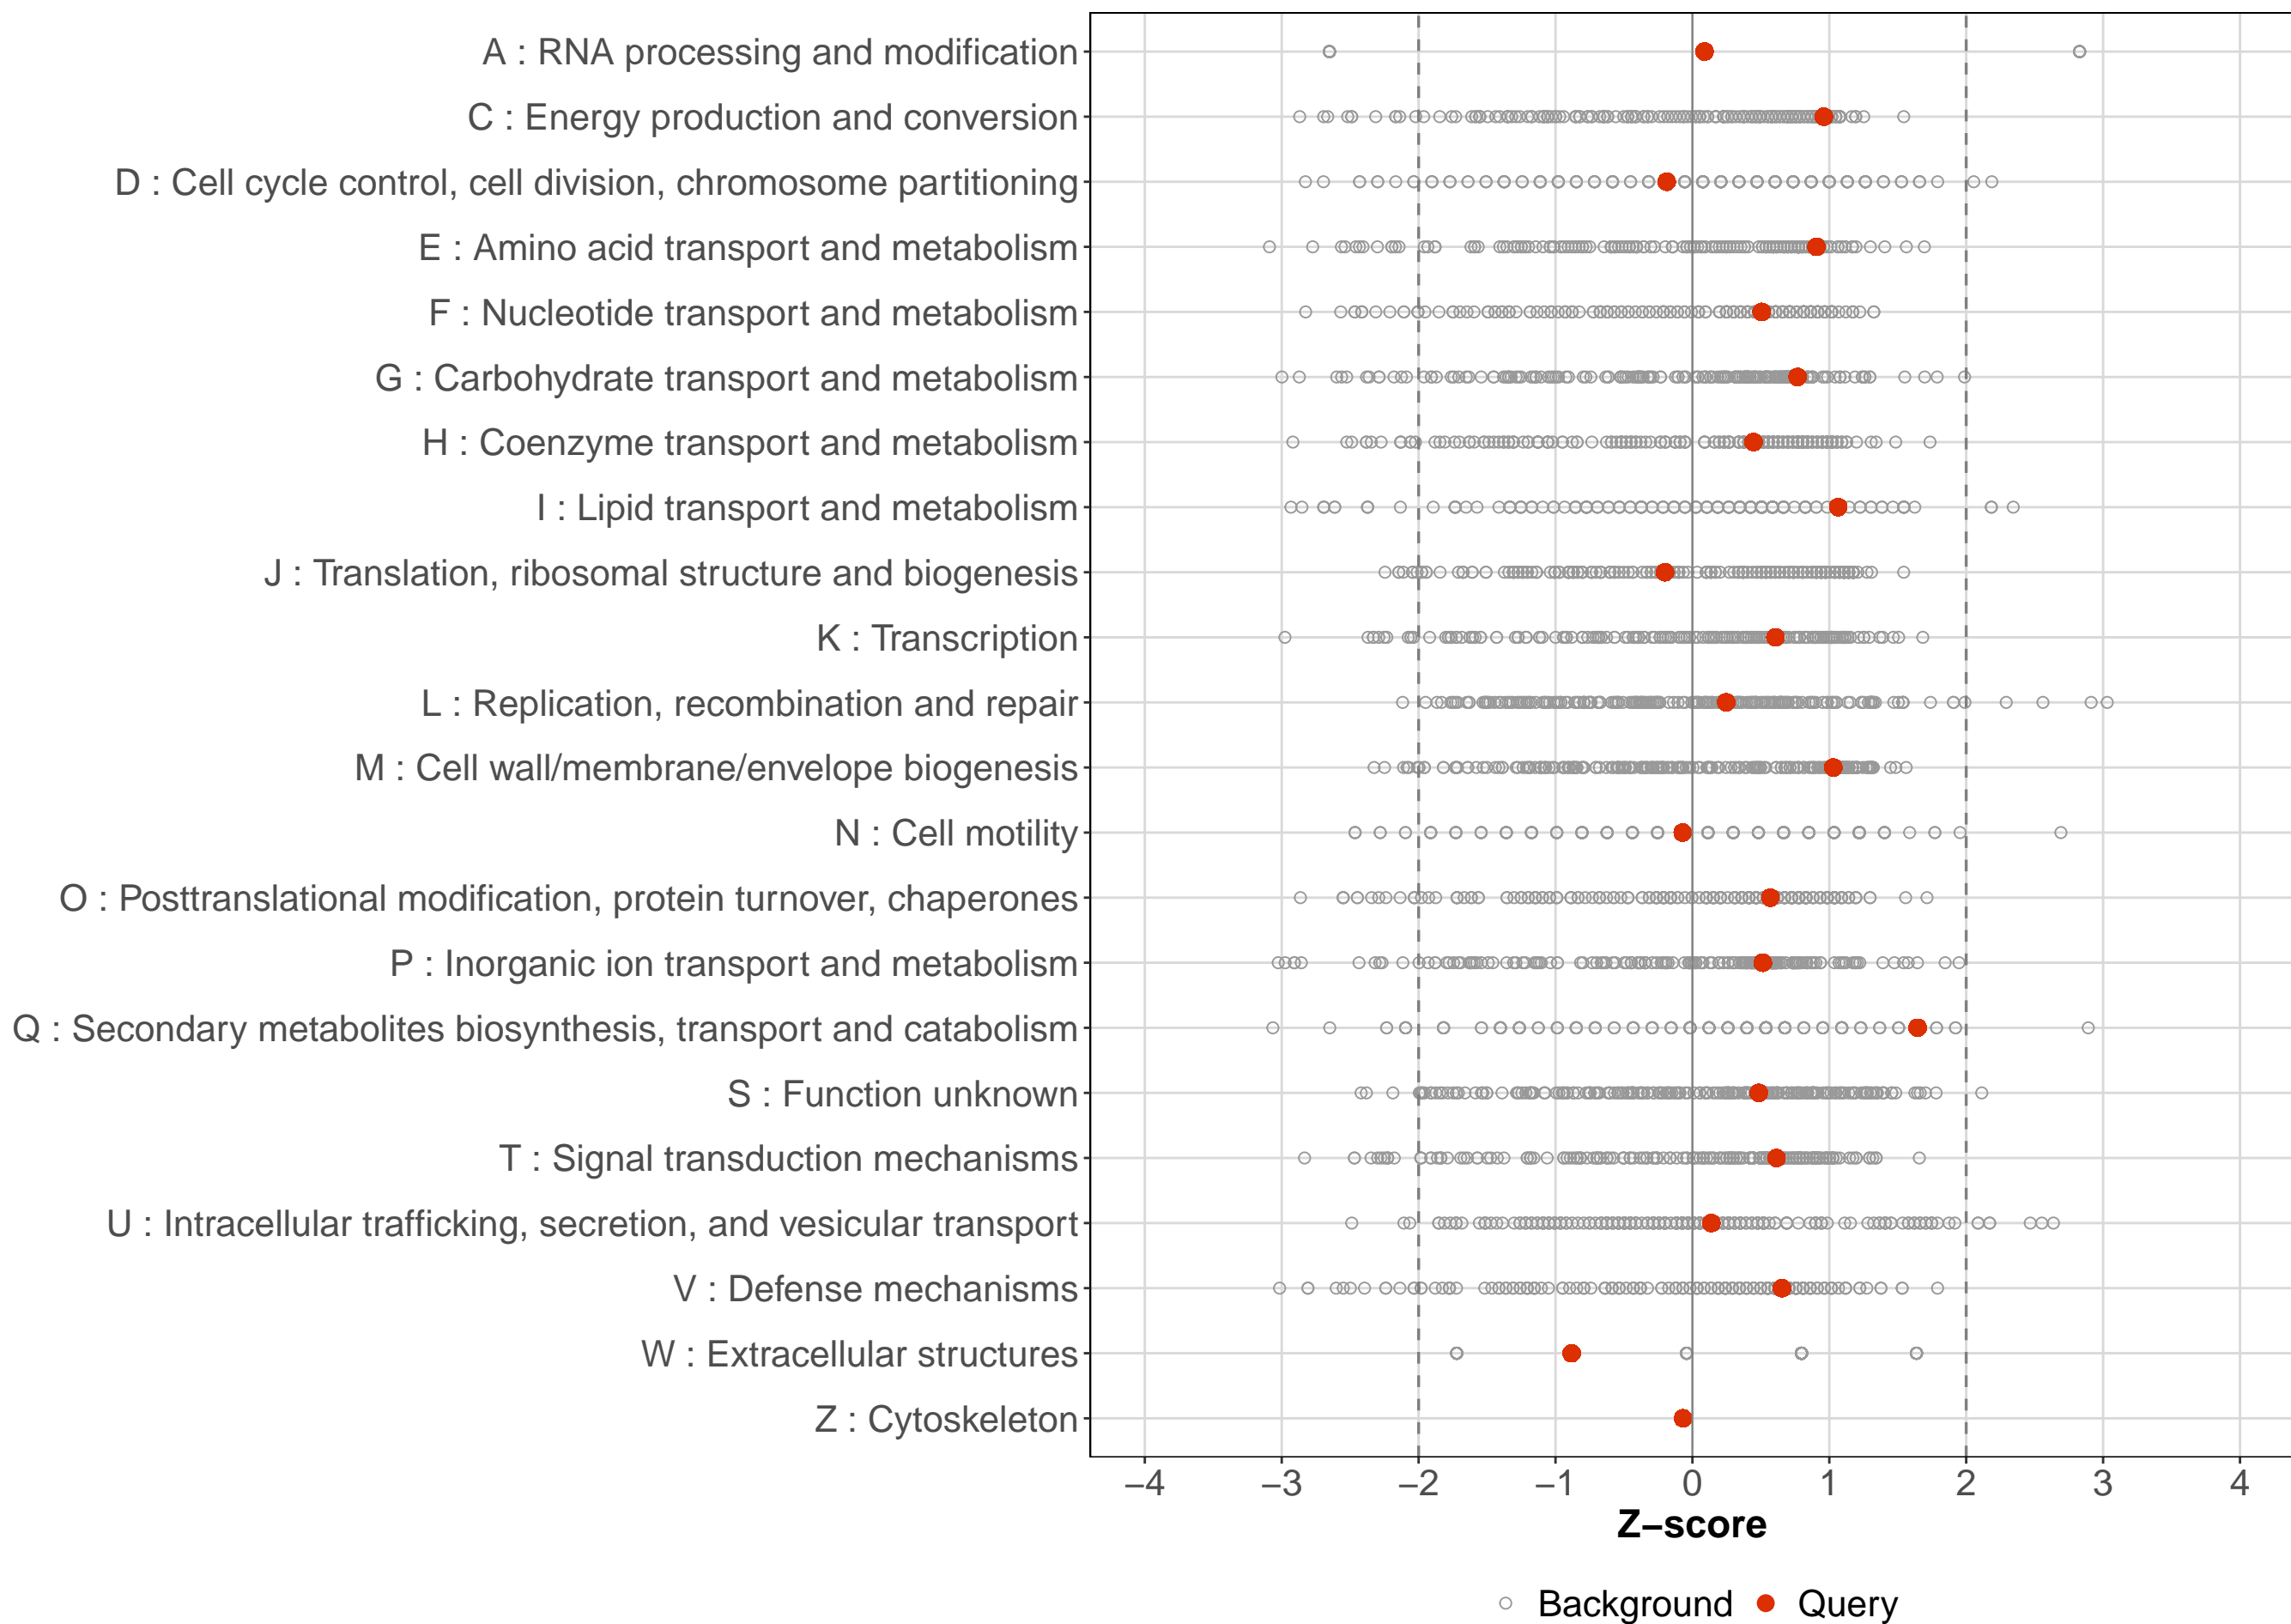 A : RNA processing and modification
C : Energy production and conversion
D : Cell cycle control, cell division, chromosome partitioning
E : Amino acid transport and metabolism
F : Nucleotide transport and metabolism
G : Carbohydrate transport and metabolism
H : Coenzyme transport and metabolism
I : Lipid transport and metabolism
J : Translation, ribosomal structure and biogenesis
K : Transcription
L : Replication, recombination and repair
M : Cell wall/membrane/envelope biogenesis
N : Cell motility
O : Posttranslational modification, protein turnover, chaperones
P : Inorganic ion transport and metabolism
Q : Secondary metabolites biosynthesis, transport and catabolism
S : Function unknown
T : Signal transduction mechanisms
U : Intracellular trafficking, secretion, and vesicular transport
V : Defense mechanisms
W : Extracellular structures
Z : Cytoskeleton
−4 −3 −2 −1 0 1 2 3 4
Z−score
Background Query